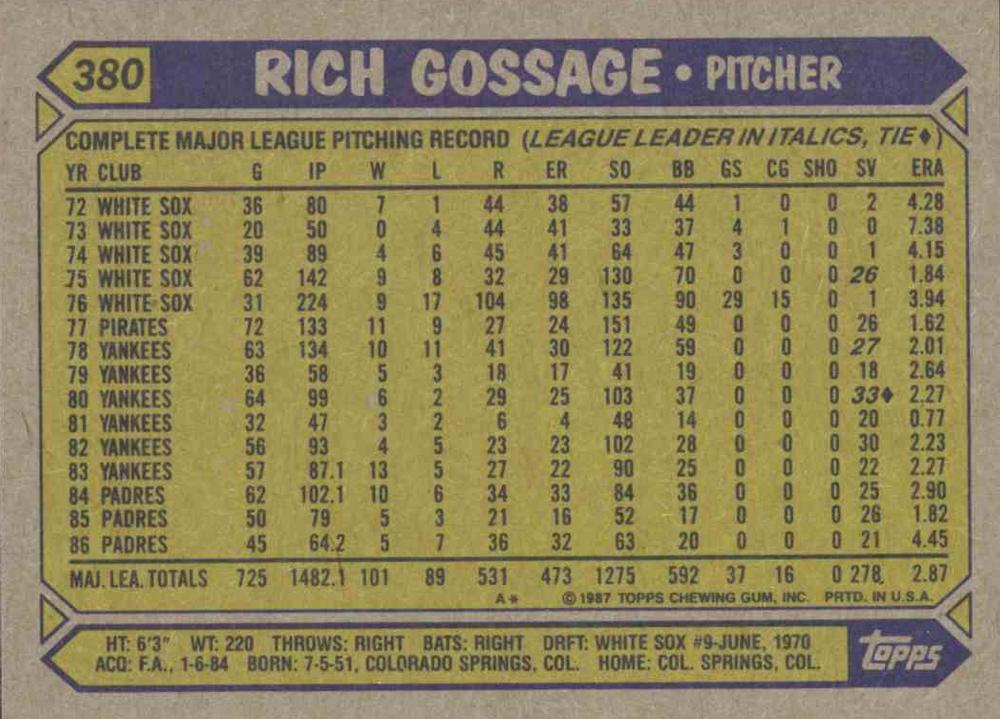 380 RICH GOSSAGE • PITCHER
COMPLETE MAJOR LEAGUE PITCHING RECORD (LEAGUE LEADER IN ITALICS, TIE♦)
YR CLUB G IP W L R ER SO BB GS CG SHO SV ERA
72 WHITE SOX 36 80 7 1 44 38 57 44 1 0 0 2 4.28
73 WHITE SOX 20 50 0 4 44 41 33 37 4 1 0 0 7.38
74 WHITE SOX 39 89 4 6 45 41 64 47 3 0 0 1 4.15
75 WHITE SOX 62 142 9 8 32 29 130 70 0 0 0 26 1.84
76 WHITE SOX 31 224 9 17 104 98 135 90 29 15 0 1 3.94
77 PIRATES 72 133 11 9 27 24 151 49 0 0 0 26 1.62
78 YANKEES 63 134 10 11 41 30 122 59 0 0 0 27 2.01
79 YANKEES 36 58 5 3 18 17 41 19 0 0 0 18 2.64
80 YANKEES 64 99 6 2 29 25 103 37 0 0 0 33♦ 2.27
81 YANKEES 32 47 3 2 6 4 48 14 0 0 0 20 0.77
82 YANKEES 56 93 4 5 23 23 102 28 0 0 0 30 2.23
83 YANKEES 57 87.1 13 5 27 22 90 25 0 0 0 22 2.27
84 PADRES 62 102.1 10 6 34 33 84 36 0 0 0 25 2.90
85 PADRES 50 79 5 3 21 16 52 17 0 0 0 26 1.82
86 PADRES 45 64.2 5 7 36 32 63 20 0 0 0 21 4.45
MAJ. LEA. TOTALS 725 1482.1 101 89 531 473 1275 592 37 16 0 278 2.87
A* © 1987 TOPPS CHEWING GUM, INC. PRTD. IN U.S.A.
HT: 6'3" WT: 220 THROWS: RIGHT BATS: RIGHT DRFT: WHITE SOX #9-JUNE, 1970
ACQ: F.A., 1-6-84 BORN: 7-5-51, COLORADO SPRINGS, COL. HOME: COL. SPRINGS, COL.
Topps